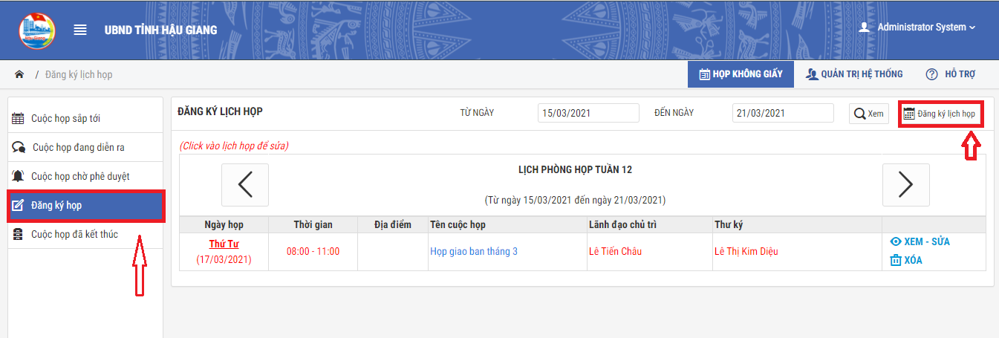 Hậu Giang
UBND TỈNH HẬU GIANG
Administrator System
/ Đăng ký lịch họp
HỌP KHÔNG GIẤY
QUẢN TRỊ HỆ THỐNG
HỖ TRỢ
Cuộc họp sắp tới
Cuộc họp đang diễn ra
Cuộc họp chờ phê duyệt
Đăng ký họp
Cuộc họp đã kết thúc
ĐĂNG KÝ LỊCH HỌP
TỪ NGÀY
15/03/2021
ĐẾN NGÀY
21/03/2021
Xem
Đăng ký lịch họp
(Click vào lịch họp để sửa)
LỊCH PHÒNG HỌP TUẦN 12
(Từ ngày 15/03/2021 đến ngày 21/03/2021)
Ngày họp Thời gian Địa điểm Tên cuộc họp Lãnh đạo chủ trì Thư ký
Thứ Tư
(17/03/2021)
08:00 - 11:00
Họp giao ban tháng 3
Lê Tiến Châu
Lê Thị Kim Diệu
XEM - SỬA
XÓA